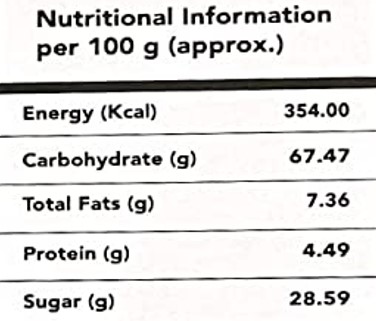 Nutritional Information
per 100 g (approx.)
Energy (Kcal) 354.00
Carbohydrate (g) 67.47
Total Fats (g) 7.36
Protein (g) 4.49
Sugar (g) 28.59